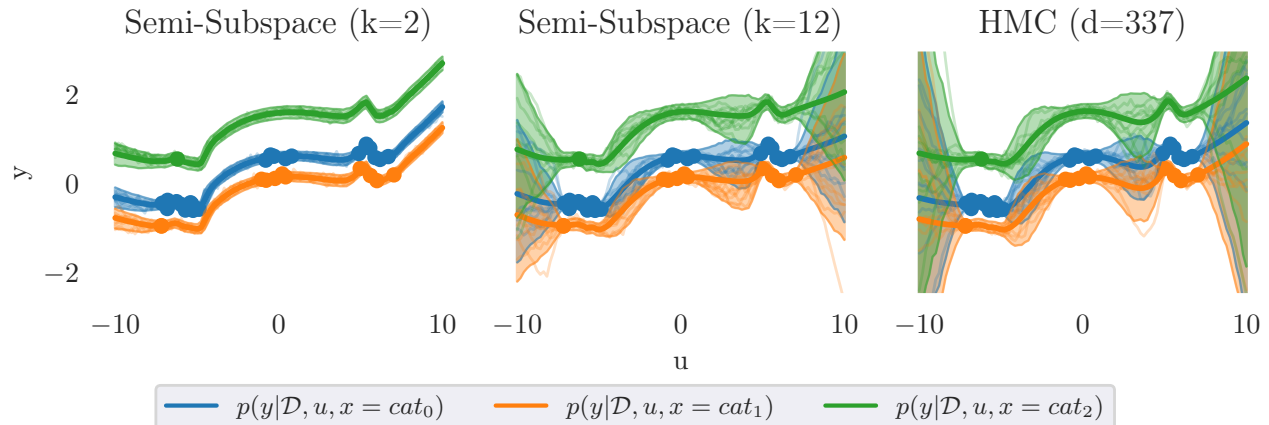 Semi-Subspace (k=2) Semi-Subspace (k=12) HMC (d=337)
2
0
−2
y
−10 0 10 −10 0 10 −10 0 10
u
p(y|𝒟, u, x = cat₀) p(y|𝒟, u, x = cat₁) p(y|𝒟, u, x = cat₂)